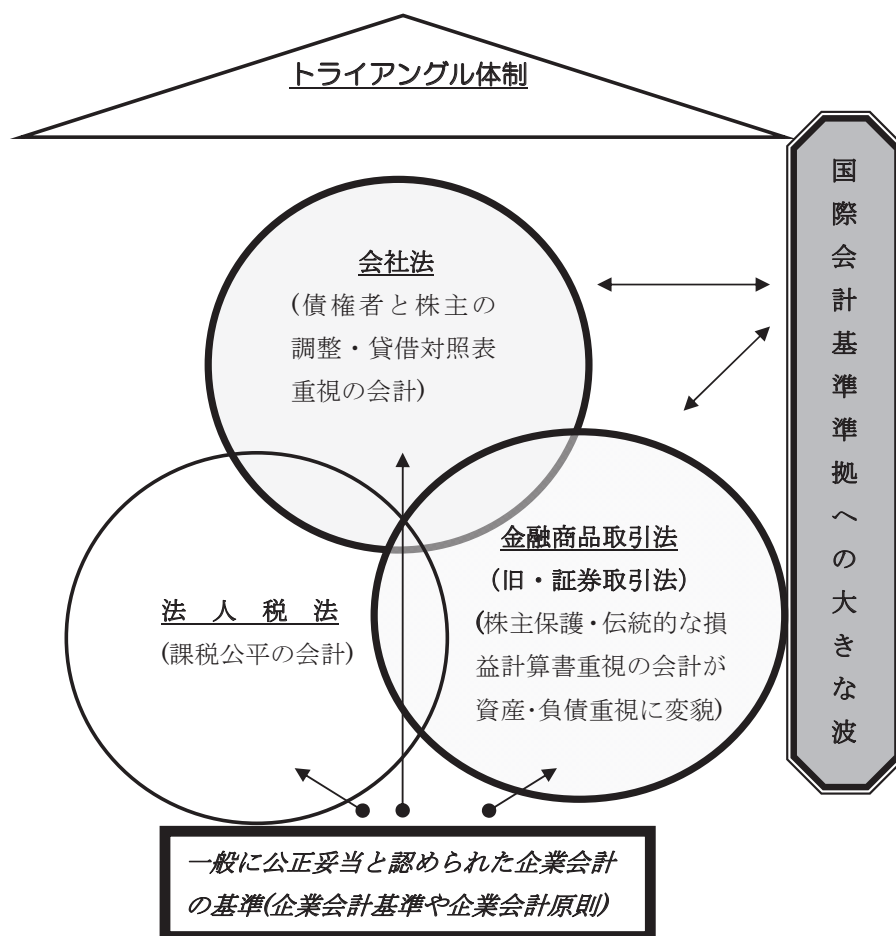 トライアングル体制
会社法
(債権者と株主の
調整・貸借対照表
重視の会計)
金融商品取引法
(旧・証券取引法)
(株主保護・伝統的な損
益計算書重視の会計が
資産・負債重視に変貌)
法人税法
(課税公平の会計)
国際会計基準準拠への大きな波
一般に公正妥当と認められた企業会計
の基準(企業会計基準や企業会計原則)